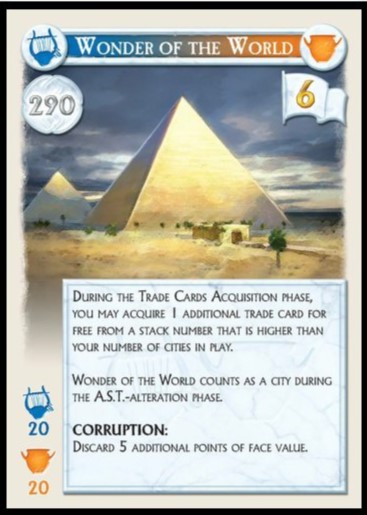 WONDER OF THE WORLD
290
6
DURING THE TRADE CARDS ACQUISITION PHASE,
YOU MAY ACQUIRE 1 ADDITIONAL TRADE CARD FOR
FREE FROM A STACK NUMBER THAT IS HIGHER THAN
YOUR NUMBER OF CITIES IN PLAY.
WONDER OF THE WORLD COUNTS AS A CITY DURING
THE A.S.T.-ALTERATION PHASE.
CORRUPTION:
DISCARD 5 ADDITIONAL POINTS OF FACE VALUE.
20
20